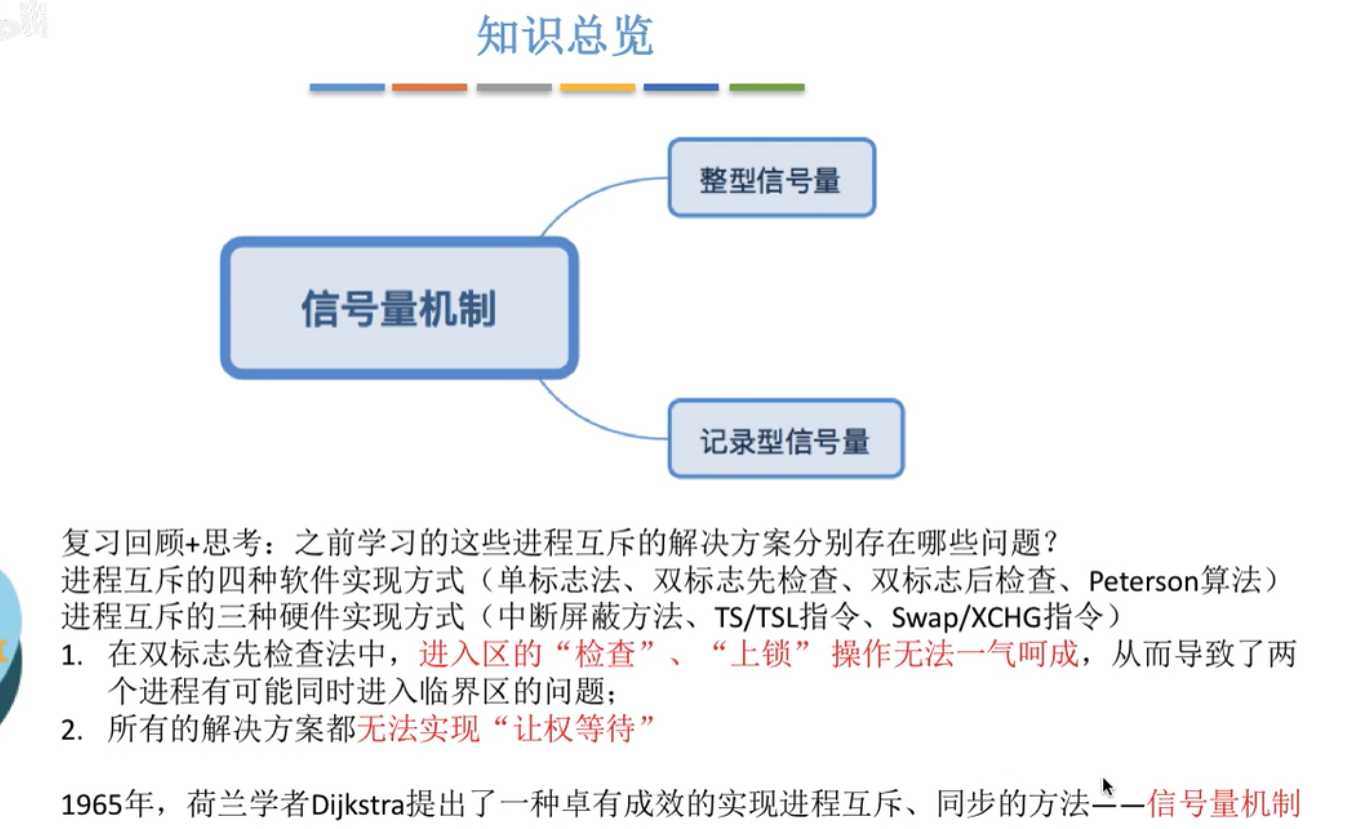 知识总览
整型信号量
信号量机制
记录型信号量
复习回顾+思考：之前学习的这些进程互斥的解决方案分别存在哪些问题？
进程互斥的四种软件实现方式（单标志法、双标志先检查、双标志后检查、Peterson算法）
进程互斥的三种硬件实现方式（中断屏蔽方法、TS/TSL指令、Swap/XCHG指令）
1. 在双标志先检查法中，进入区的“检查”、“上锁” 操作无法一气呵成，从而导致了两
个进程有可能同时进入临界区的问题；
2. 所有的解决方案都无法实现“让权等待”
1965年，荷兰学者Dijkstra提出了一种卓有成效的实现进程互斥、同步的方法——信号量机制